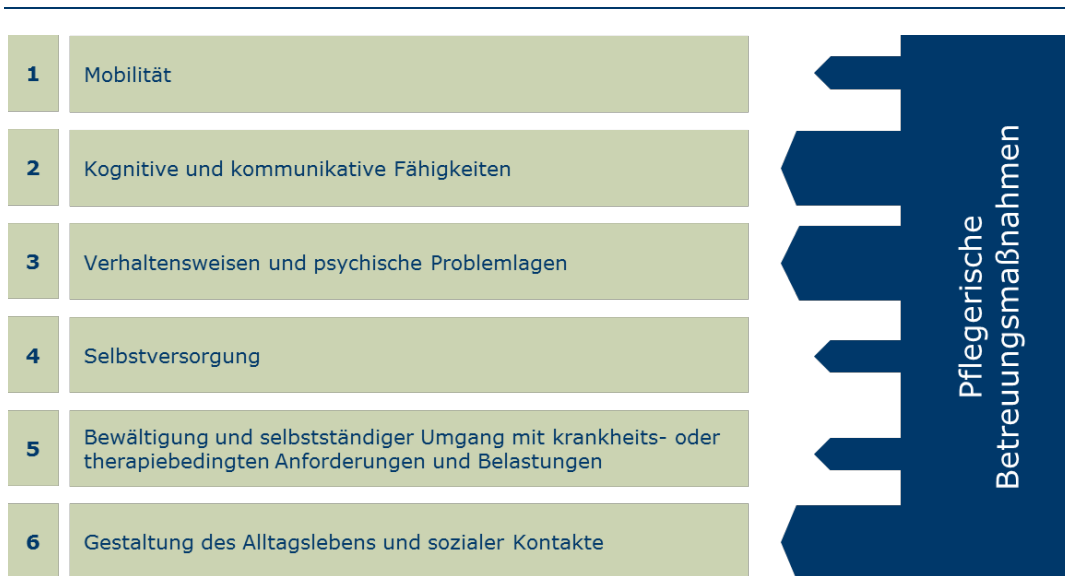 1
Mobilität
2
Kognitive und kommunikative Fähigkeiten
3
Verhaltensweisen und psychische Problemlagen
4
Selbstversorgung
5
Bewältigung und selbstständiger Umgang mit krankheits- oder
therapiebedingten Anforderungen und Belastungen
6
Gestaltung des Alltagslebens und sozialer Kontakte
Pflegerische
Betreuungsmaßnahmen